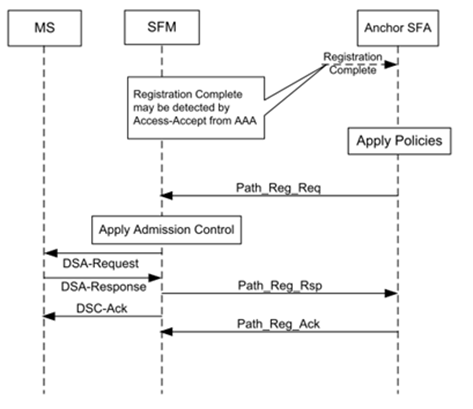 MS
SFM
Anchor SFA
Registration
Complete
Registration Complete
may be detected by
Access-Accept from AAA
Apply Policies
Path_Reg_Req
Apply Admission Control
DSA-Request
DSA-Response
Path_Reg_Rsp
DSC-Ack
Path_Reg_Ack